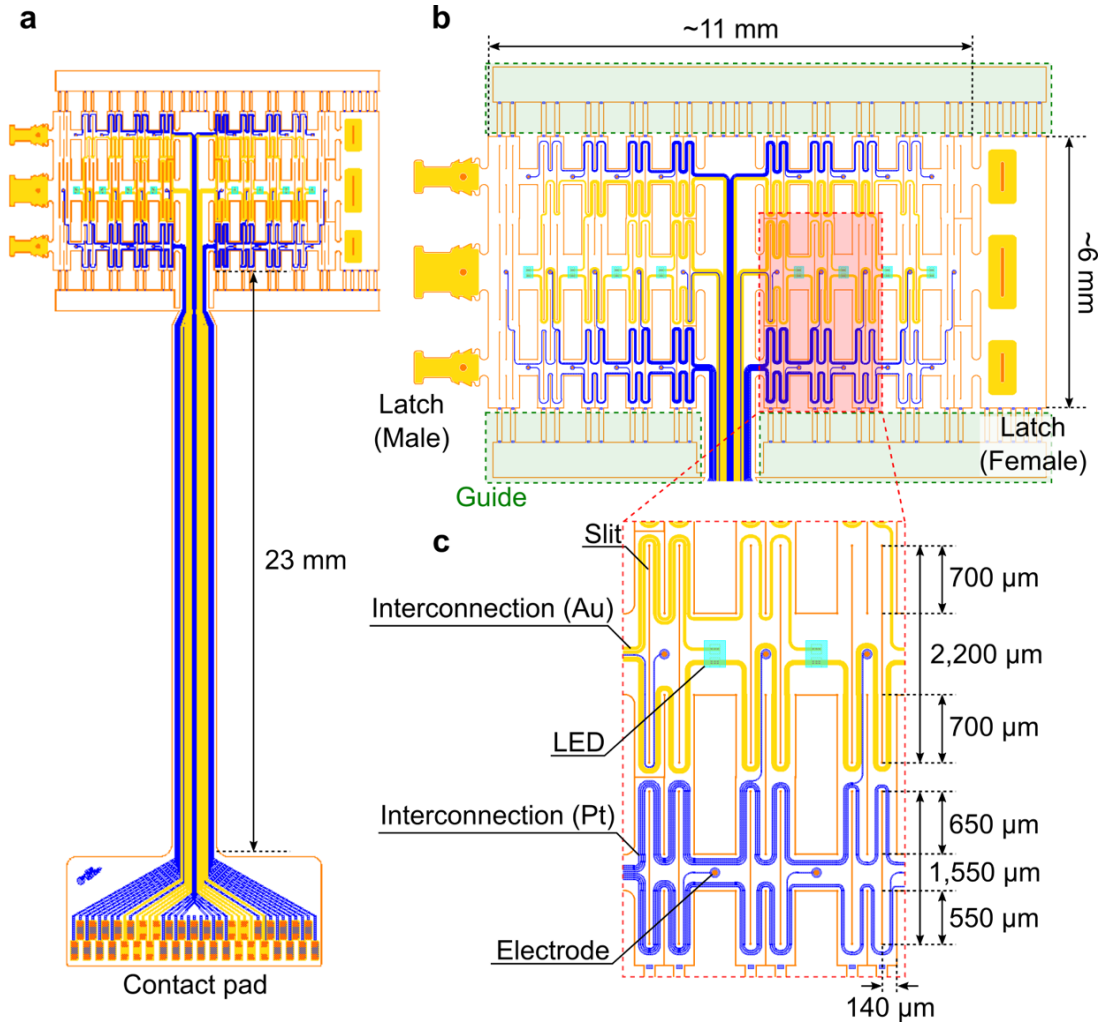 a
23 mm
Contact pad
b
~11 mm
~6 mm
Latch
(Male)
Latch
(Female)
Guide
c
Slit
Interconnection (Au)
LED
Interconnection (Pt)
Electrode
700 µm
2,200 µm
700 µm
650 µm
1,550 µm
550 µm
140 µm